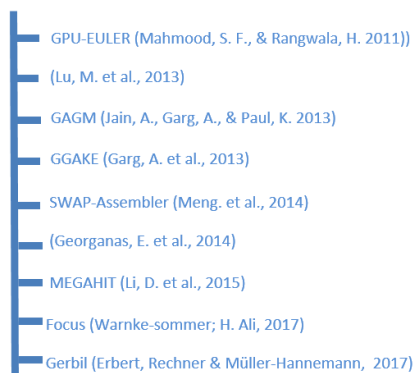 GPU-EULER (Mahmood, S. F., & Rangwala, H. 2011))
(Lu, M. et al., 2013)
GAGM (Jain, A., Garg, A., & Paul, K. 2013)
GGAKE (Garg, A. et al., 2013)
SWAP-Assembler (Meng. et al., 2014)
(Georganas, E. et al., 2014)
MEGAHIT (Li, D. et al., 2015)
Focus (Warnke-sommer; H. Ali, 2017)
Gerbil (Erbert, Rechner & Müller-Hannemann, 2017)